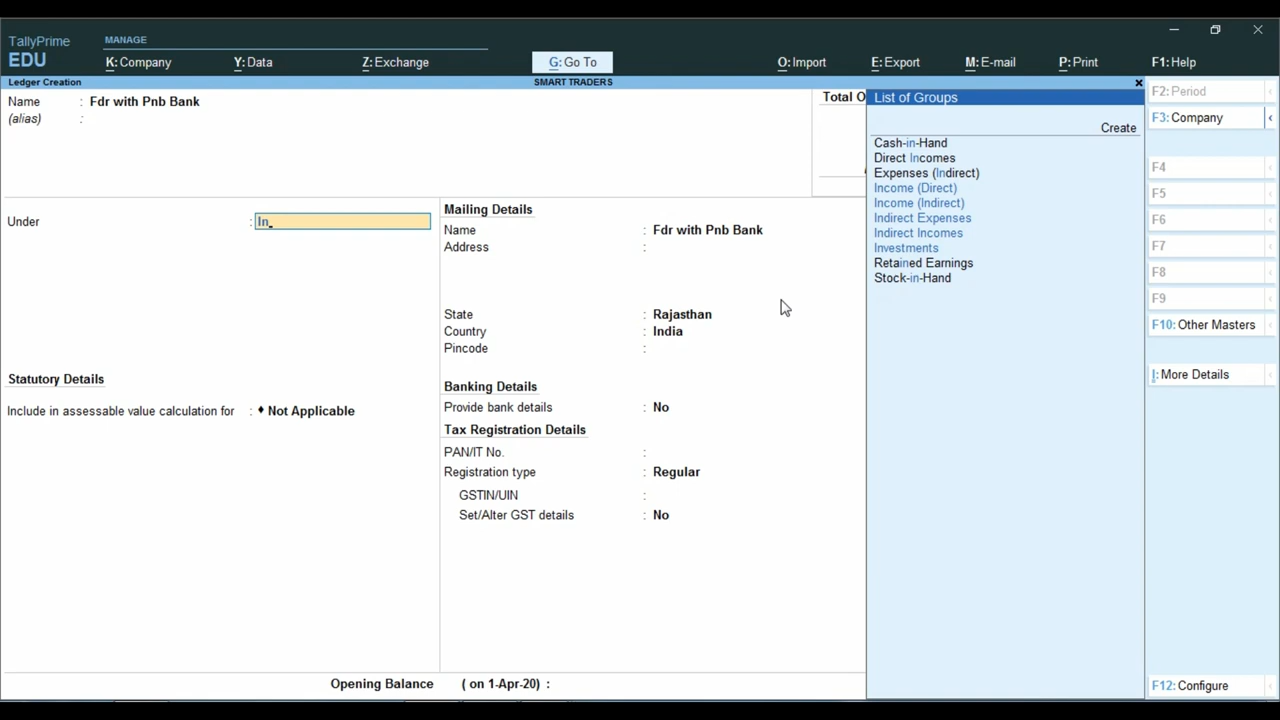 TallyPrime
EDU
MANAGE
K: Company
Y: Data
Z: Exchange
G: Go To
O: Import
E: Export
M: E-mail
P: Print
F1: Help
Ledger Creation
SMART TRADERS
Name : Fdr with Pnb Bank
(alias) :
Total O
Under : In
Mailing Details
Name : Fdr with Pnb Bank
Address :
State : Rajasthan
Country : India
Pincode :
Statutory Details
Include in assessable value calculation for : ♦ Not Applicable
Banking Details
Provide bank details : No
Tax Registration Details
PAN/IT No. :
Registration type : Regular
GSTIN/UIN :
Set/Alter GST details : No
Opening Balance ( on 1-Apr-20) :
List of Groups
Create
Cash-in-Hand
Direct Incomes
Expenses (Indirect)
Income (Direct)
Income (Indirect)
Indirect Expenses
Indirect Incomes
Investments
Retained Earnings
Stock-in-Hand
F2: Period
F3: Company
F4
F5
F6
F7
F8
F9
F10: Other Masters
I: More Details
F12: Configure